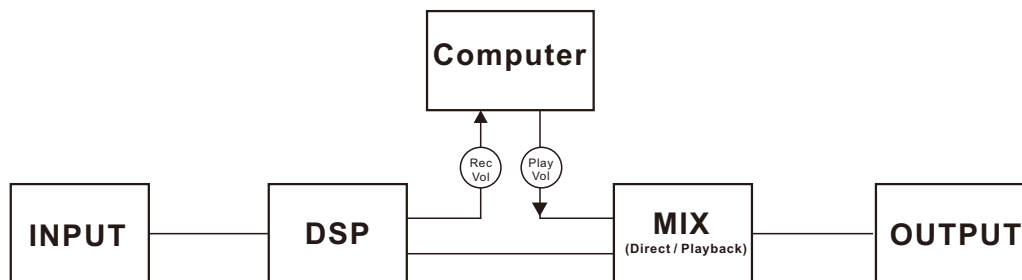 Computer
Rec
Vol
Play
Vol
INPUT
DSP
MIX
(Direct / Playback)
OUTPUT